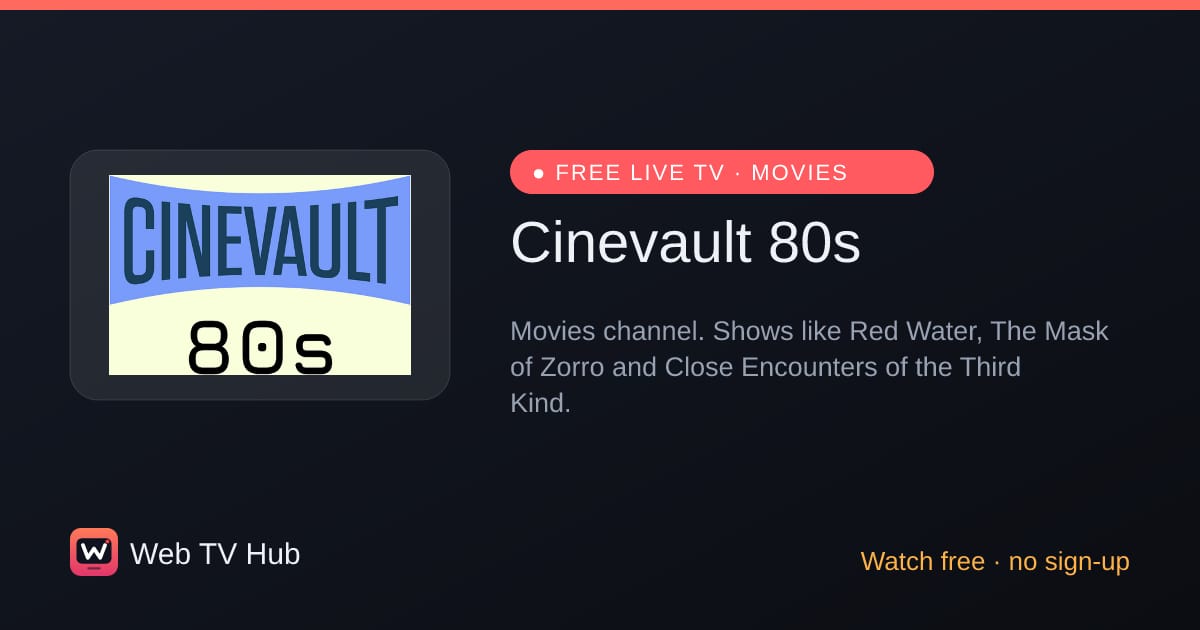 CINEVAULT
80s
• FREE LIVE TV · MOVIES
Cinevault 80s
Movies channel. Shows like Red Water, The Mask
of Zorro and Close Encounters of the Third
Kind.
W
Web TV Hub
Watch free · no sign-up